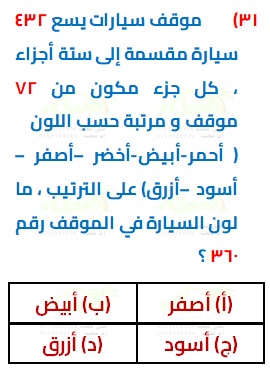 ٣١) موقف سيارات يسع ٤٣٢
سيارة مقسمة إلى ستة أجزاء
، كل جزء مكون من ٧٢
موقف و مرتبة حسب اللون
( أحمر-أبيض-أخضر –أصفر –
أسود –أزرق) على الترتيب ، ما
لون السيارة في الموقف رقم
٣٦٠ ؟
(أ) أصفر (ب) أبيض
(ج) أسود (د) أزرق